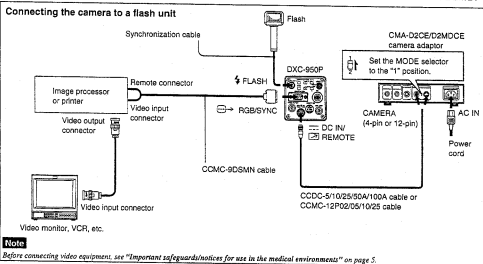 Connecting the camera to a flash unit
Flash
Synchronization cable
CMA-D2CE/D2MDCE
camera adaptor
DXC-950P
Set the MODE selector
to the "1" position.
Remote connector
FLASH
Image prccessor
or printer
RGB/SYNC
Video input
connector
CAMERA
(4-pin or 12-pin)
AC IN
Video output
connector
DC IN/
REMOTE
Power
cord
CCMC-9DSMN cable
Video input connector
CCDC-5/10/25/50A/100A cable or
CCMC-12P02/05/10/25 cable
Video monitor, VCR, etc.
Note
Before connecting video equipment, see "Important safeguards/notices for use in the medical environments" on page 5.